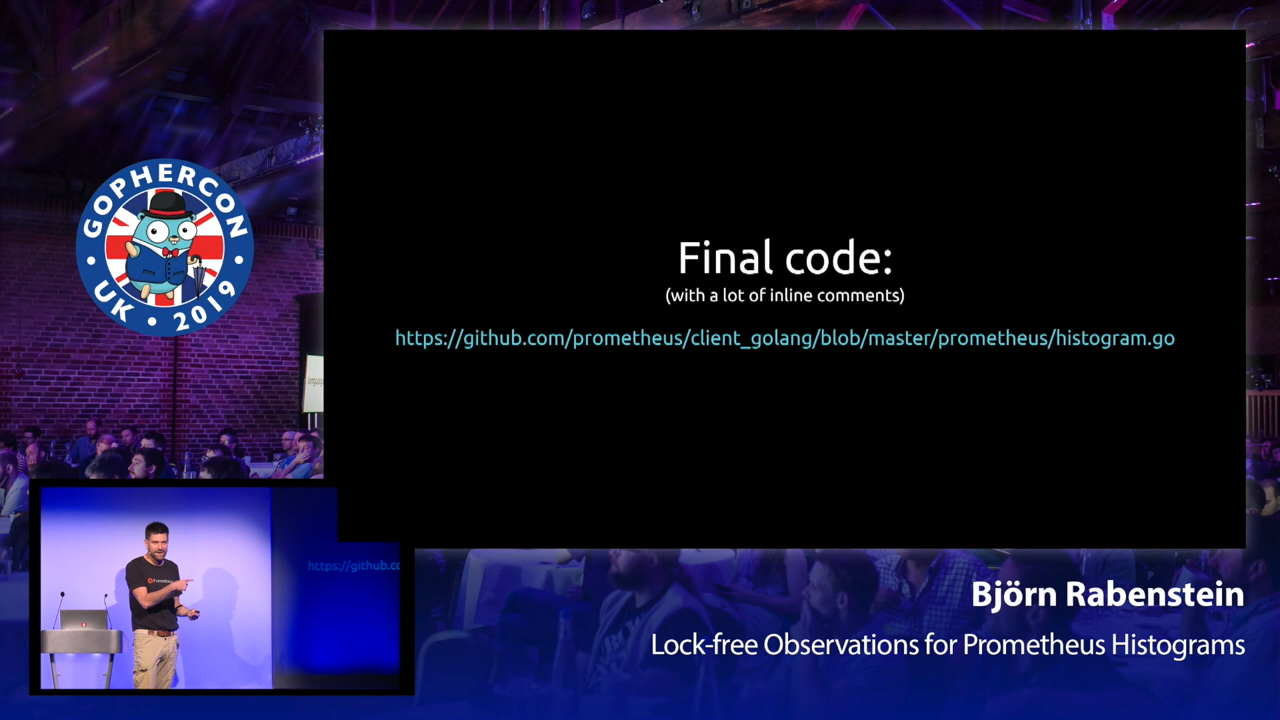 GOPHERCON
UK • 2019
Final code:
(with a lot of inline comments)
https://github.com/prometheus/client_golang/blob/master/prometheus/histogram.go
Prometheus
https://github.co
Björn Rabenstein
Lock-free Observations for Prometheus Histograms